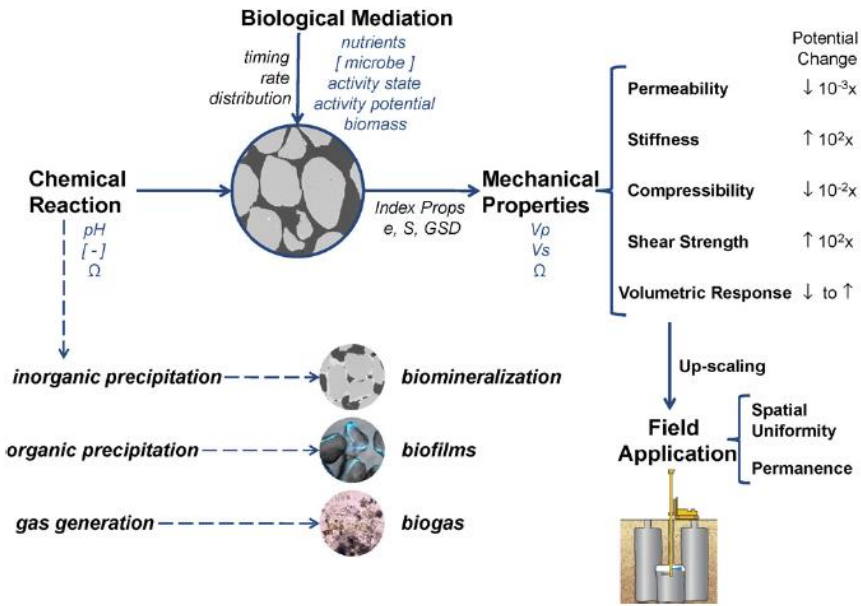 Biological Mediation
timing
rate
distribution
nutrients
[ microbe ]
activity state
activity potential
biomass
Chemical
Reaction
pH
[ - ]
Ω
Index Props
e, S, GSD
Mechanical
Properties
Vp
Vs
Ω
Potential
Change
Permeability ↓ 10-3x
Stiffness ↑ 10²x
Compressibility ↓ 10-2x
Shear Strength ↑ 10²x
Volumetric Response ↓ to ↑
inorganic precipitation
biomineralization
organic precipitation
biofilms
gas generation
biogas
Up-scaling
Field
Application
Spatial
Uniformity
Permanence